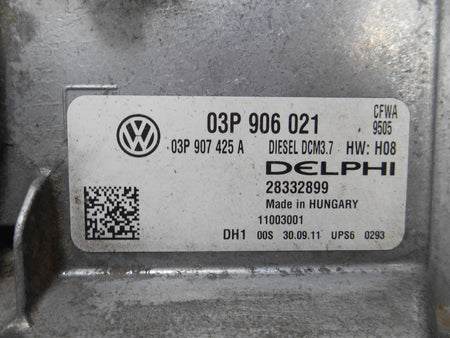 VW
03P 906 021 CFWA
9505
03P 907 425 A DIESEL DCM3.7 HW: H08
DELPHI
28332899
Made in HUNGARY
11003001
DH1 00S 30.09.11 UPS6 0293